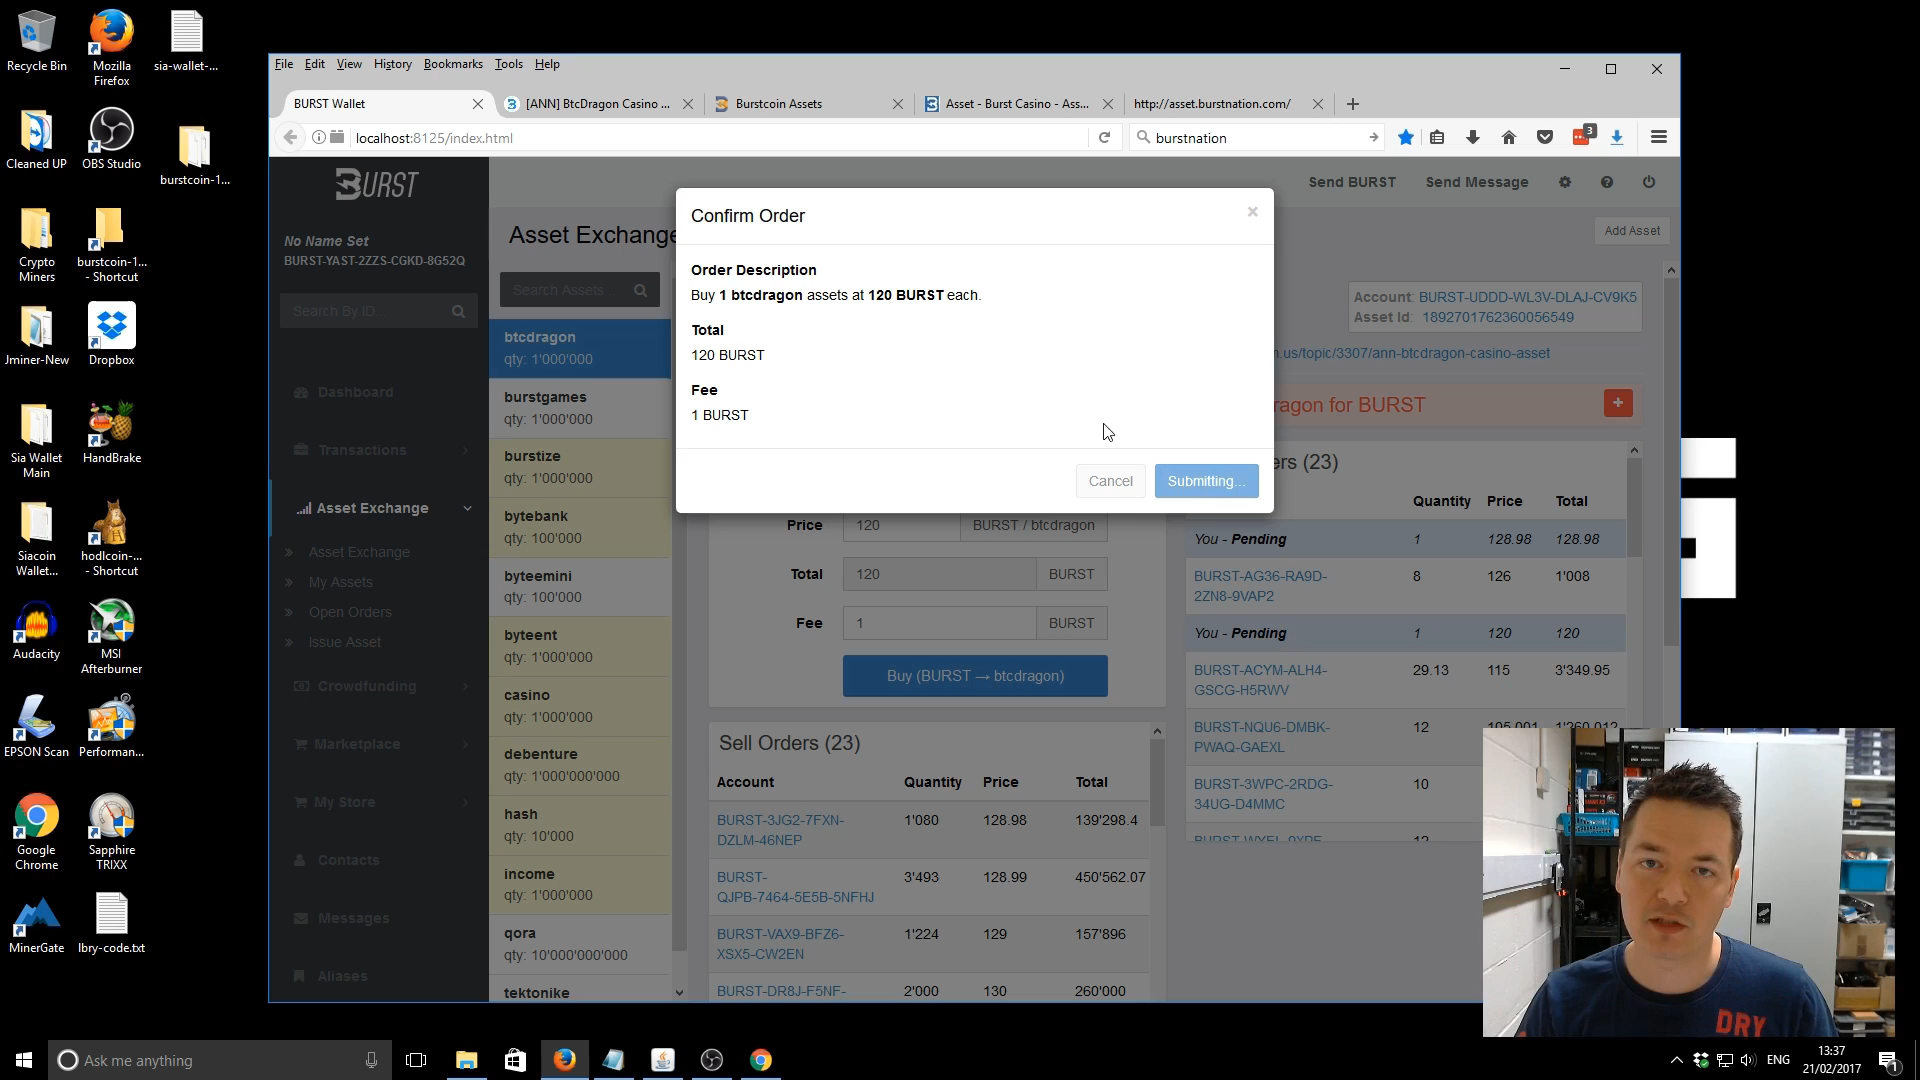 Recycle Bin
Mozilla
Firefox
sia-wallet-...
Cleaned UP
OBS Studio
burstcoin-1...
Crypto
Miners
burstcoin-1...
- Shortcut
Jminer-New
Dropbox
Sia Wallet
Main
HandBrake
Siacoin
Wallet...
hodlcoin-...
- Shortcut
Audacity
MSI
Afterburner
EPSON Scan
Performan...
Google
Chrome
Sapphire
TRIXX
MinerGate
lbry-code.txt
File Edit View History Bookmarks Tools Help
BURST Wallet
[ANN] BtcDragon Casino ...
Burstcoin Assets
Asset - Burst Casino - Ass...
http://asset.burstnation.com/
localhost:8125/index.html
burstnation
3
BURST
Send BURST
Send Message
No Name Set
BURST-YAST-2ZZS-CGKD-8G52Q
Search By ID...
Dashboard
Transactions
Asset Exchange
Asset Exchange
My Assets
Open Orders
Issue Asset
Crowdfunding
Marketplace
My Store
Contacts
Messages
Aliases
Asset Exchange
Add Asset
Search Assets
btcdragon
qty: 1'000'000
burstgames
qty: 1'000'000
burstize
qty: 1'000'000
bytebank
qty: 100'000
byteemini
qty: 100'000
byteent
qty: 1'000'000
casino
qty: 1'000'000
debenture
qty: 1'000'000'000
hash
qty: 10'000
income
qty: 1'000'000
qora
qty: 10'000'000'000
tektonike
Confirm Order
Order Description
Buy 1 btcdragon assets at 120 BURST each.
Total
120 BURST
Fee
1 BURST
Cancel
Submitting...
Account: BURST-UDDD-WL3V-DLAJ-CV9K5
Asset Id: 1892701762360056549
n.us/topic/3307/ann-btcdragon-casino-asset
ragon for BURST
Price 120 BURST / btcdragon
Total 120 BURST
Fee 1 BURST
Buy (BURST → btcdragon)
Sell Orders (23)
Account Quantity Price Total
BURST-3JG2-7FXN-
DZLM-46NEP
1'080 128.98 139'298.4
BURST-
QJPB-7464-5E5B-5NFHJ
3'493 128.99 450'562.07
BURST-VAX9-BFZ6-
XSX5-CW2EN
1'224 129 157'896
BURST-DR8J-F5NF-
2'000 130 260'000
ers (23)
Quantity Price Total
You - Pending 1 128.98 128.98
BURST-AG36-RA9D-
2ZN8-9VAP2
8 126 1'008
You - Pending 1 120 120
BURST-ACYM-ALH4-
GSCG-H5RWV
29.13 115 3'349.95
BURST-NQU6-DMBK-
PWAQ-GAEXL
12 105.001 1'260.012
BURST-3WPC-2RDG-
34UG-D4MMC
10
12
DRY
Ask me anything
ENG
13:37
21/02/2017
1